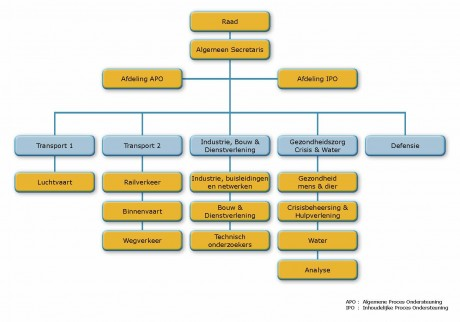 Raad
Algemeen Secretaris
Afdeling APO
Afdeling IPO
Transport 1
Transport 2
Industrie, Bouw &
Dienstverlening
Gezondheidszorg
Crisis & Water
Defensie
Luchtvaart
Railverkeer
Industrie, buisleidingen
en netwerken
Gezondheid
mens & dier
Binnenvaart
Bouw &
Dienstverlening
Crisisbeheersing &
Hulpverlening
Wegverkeer
Technisch
onderzoekers
Water
Analyse
APO : Algemene Proces Ondersteuning
IPO : Inhoudelijke Proces Ondersteuning